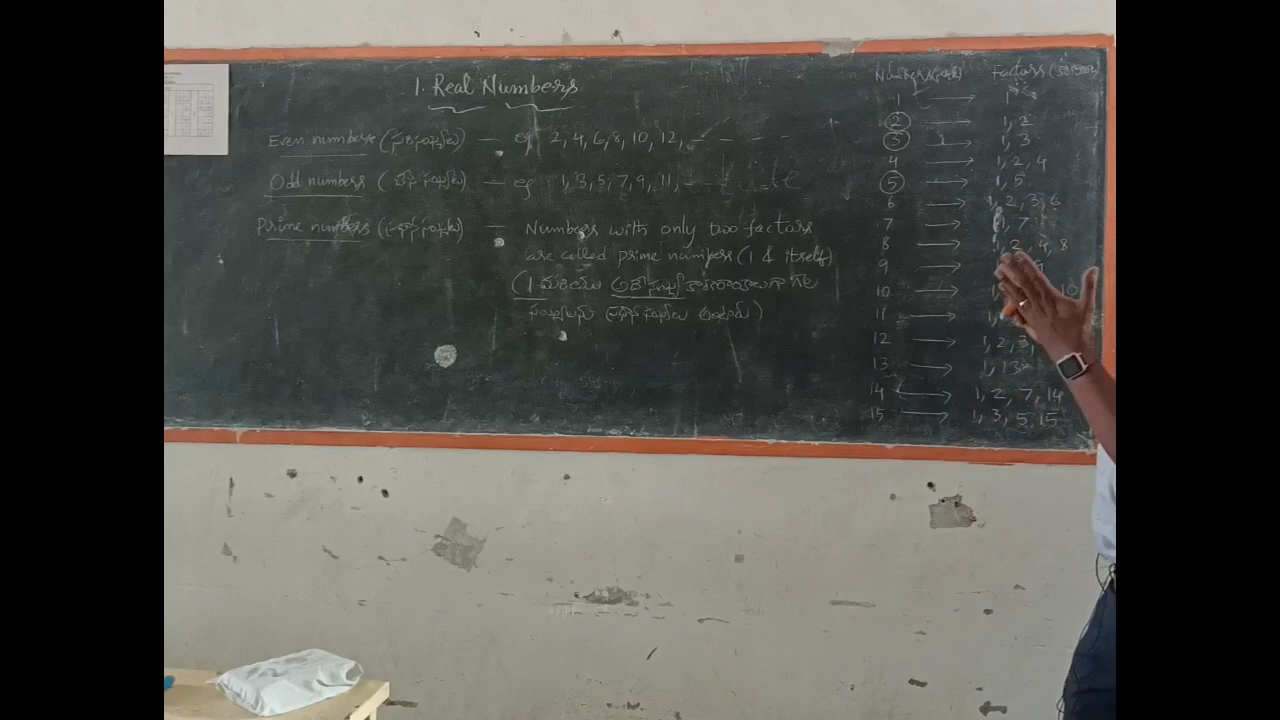 1. Real Numbers
Even numbers (సరిసంఖ్యలు) — eg 2, 4, 6, 8, 10, 12, - - - -
Odd numbers (బేసి సంఖ్యలు) — eg 1, 3, 5, 7, 9, 11, - - -
Prime numbers (ప్రధాన సంఖ్యలు) — Numbers with only two factors
are called prime numbers (1 & itself)
(1 మరియు అదే సంఖ్య కారణాంకాలుగా గల
సంఖ్యలను ప్రధాన సంఖ్యలు అంటారు)
Numbers Factors
1 → 1
2 → 1, 2
3 → 1, 3
4 → 1, 2, 4
5 → 1, 5
6 → 1, 2, 3, 6
7 → 1, 7
8 → 1, 2, 4, 8
9 → 9
10 → 1, 10
11 → 1,
12 → 1, 2, 3,
13 → 1, 13
14 → 1, 2, 7, 14
15 → 1, 3, 5, 15